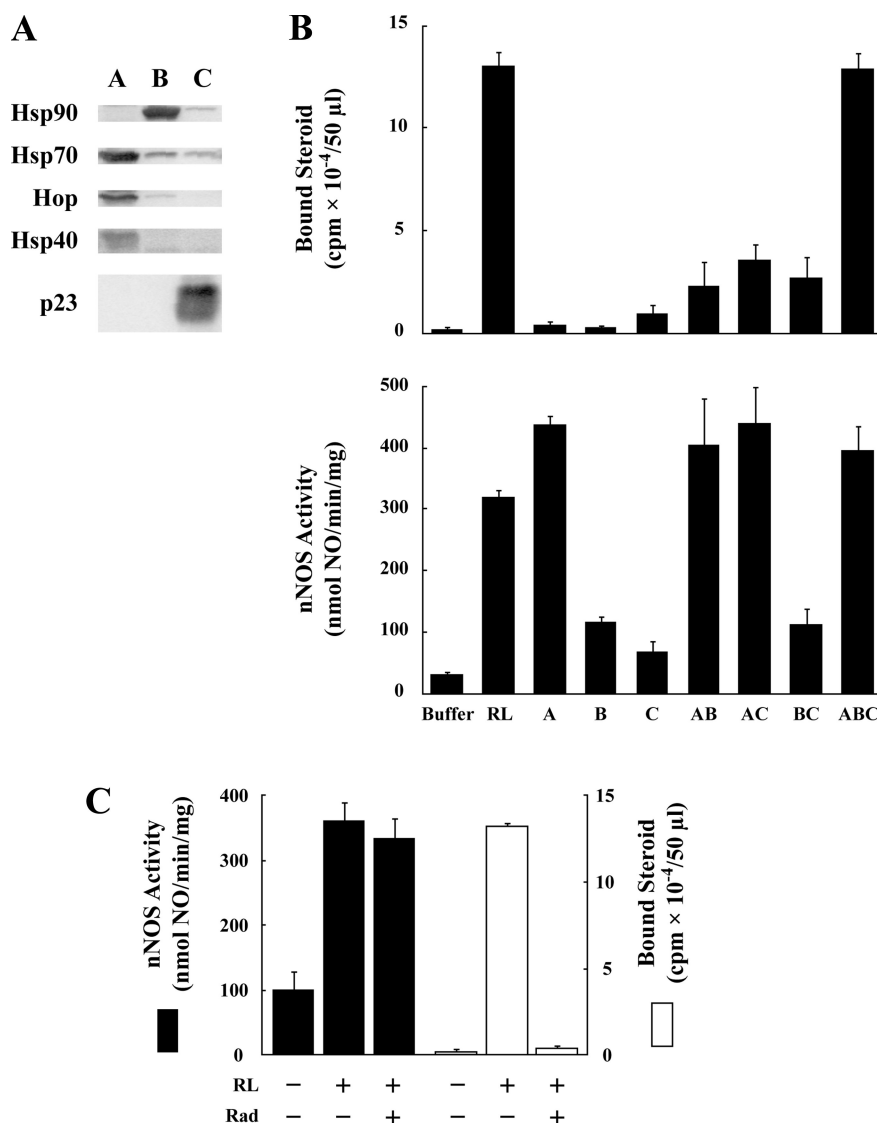 A
A B C
Hsp90
Hsp70
Hop
Hsp40
p23
B
Bound Steroid
(cpm × 10⁻⁴/50 µl)
15
10
5
0
nNOS Activity
(nmol NO/min/mg)
500
400
300
200
100
0
Buffer RL A B C AB AC BC ABC
C
nNOS Activity
(nmol NO/min/mg)
400
300
200
100
0
15
10
5
0
Bound Steroid
(cpm × 10⁻⁴/50 µl)
RL − + + − + +
Rad − − + − − +